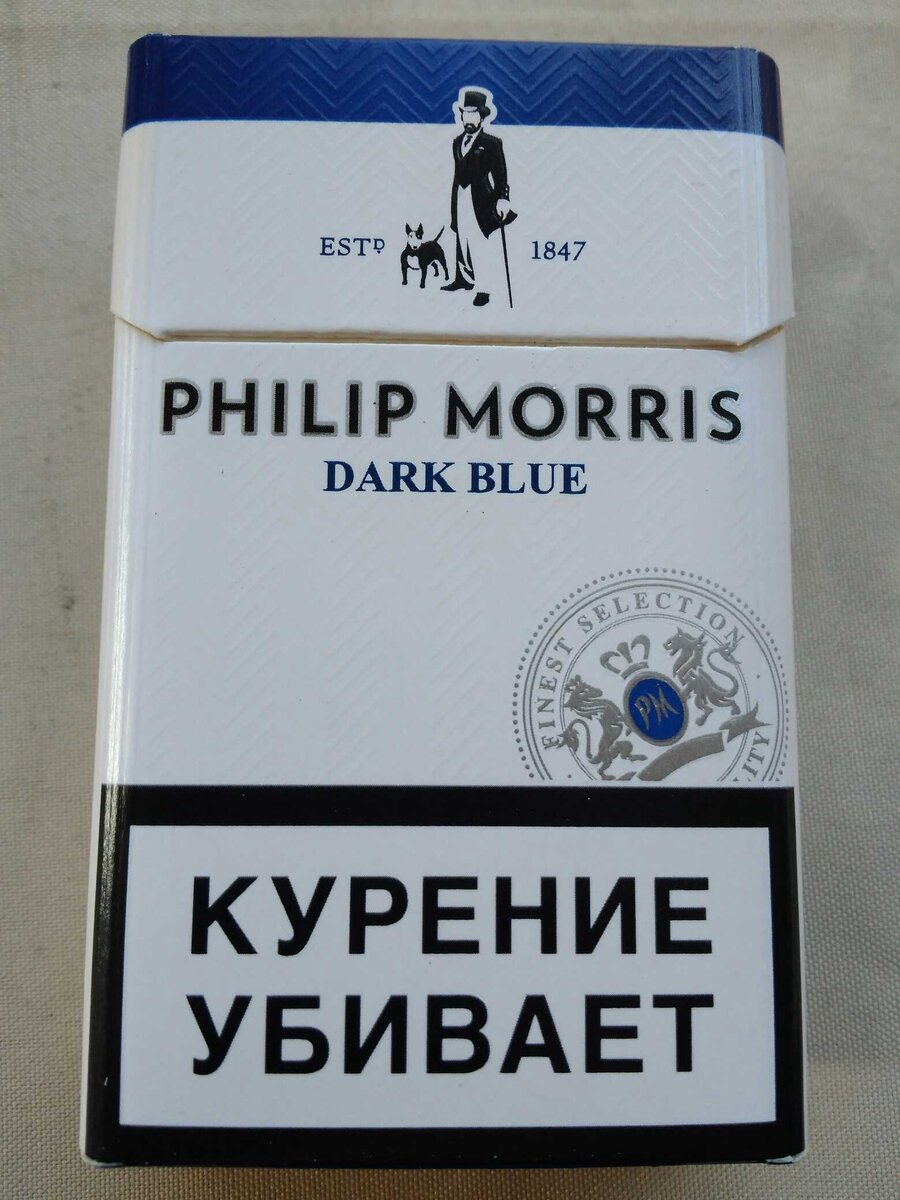 ESTD 1847
PHILIP MORRIS
DARK BLUE
FINEST SELECTION
PM
КУРЕНИЕ
УБИВАЕТ